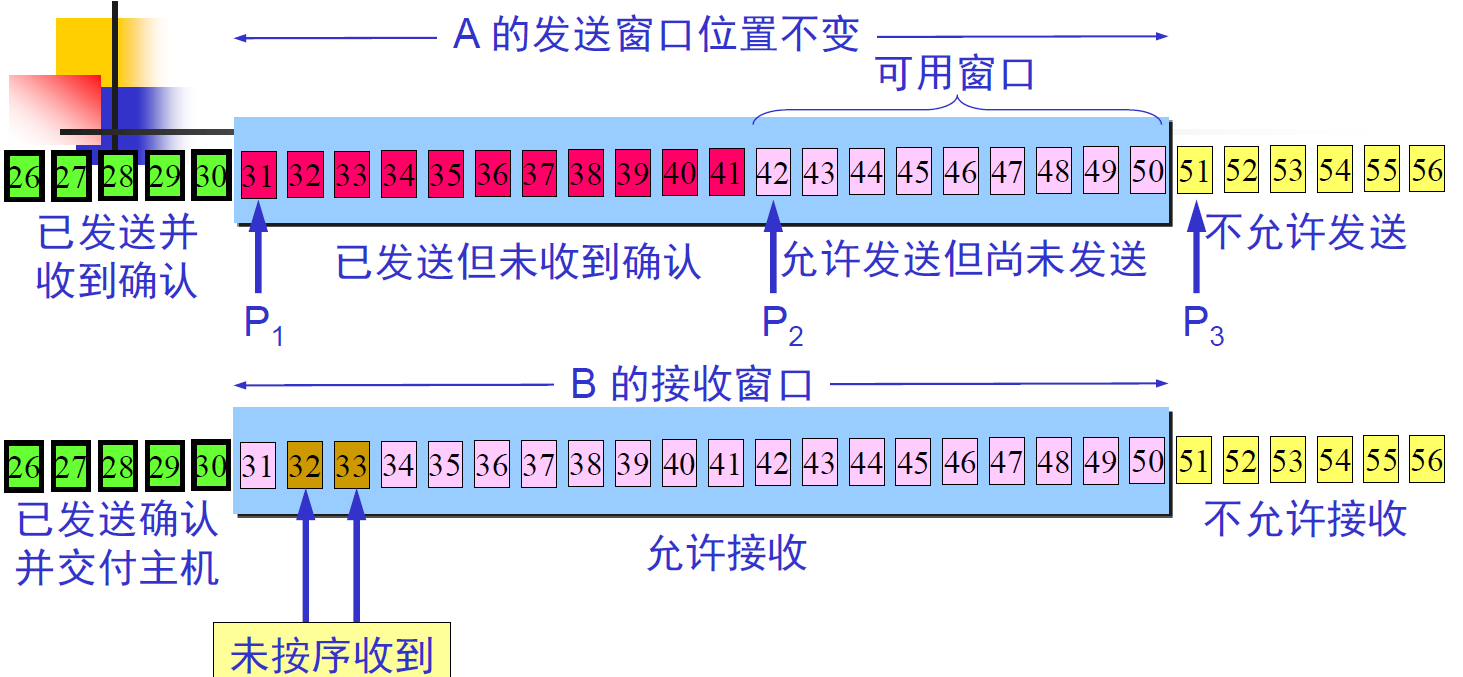 A 的发送窗口位置不变
可用窗口
26 27 28 29 30 31 32 33 34 35 36 37 38 39 40 41 42 43 44 45 46 47 48 49 50 51 52 53 54 55 56
已发送并
收到确认
已发送但未收到确认
允许发送但尚未发送
不允许发送
P1
P2
P3
B 的接收窗口
26 27 28 29 30 31 32 33 34 35 36 37 38 39 40 41 42 43 44 45 46 47 48 49 50 51 52 53 54 55 56
已发送确认
并交付主机
允许接收
不允许接收
未按序收到